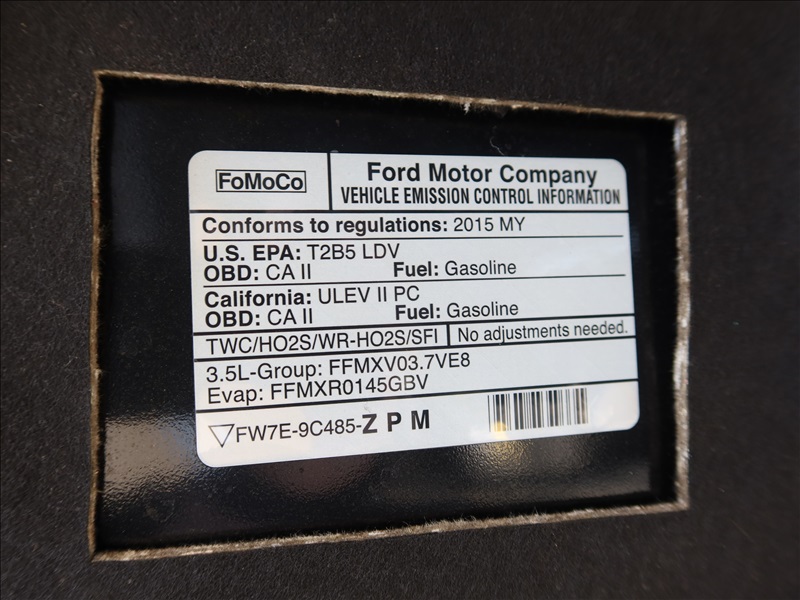 FoMoCo
Ford Motor Company
VEHICLE EMISSION CONTROL INFORMATION
Conforms to regulations: 2015 MY
U.S. EPA: T2B5 LDV
OBD: CA II Fuel: Gasoline
California: ULEV II PC
OBD: CA II Fuel: Gasoline
TWC/HO2S/WR-HO2S/SFI No adjustments needed.
3.5L-Group: FFMXV03.7VE8
Evap: FFMXR0145GBV
FW7E-9C485-Z P M